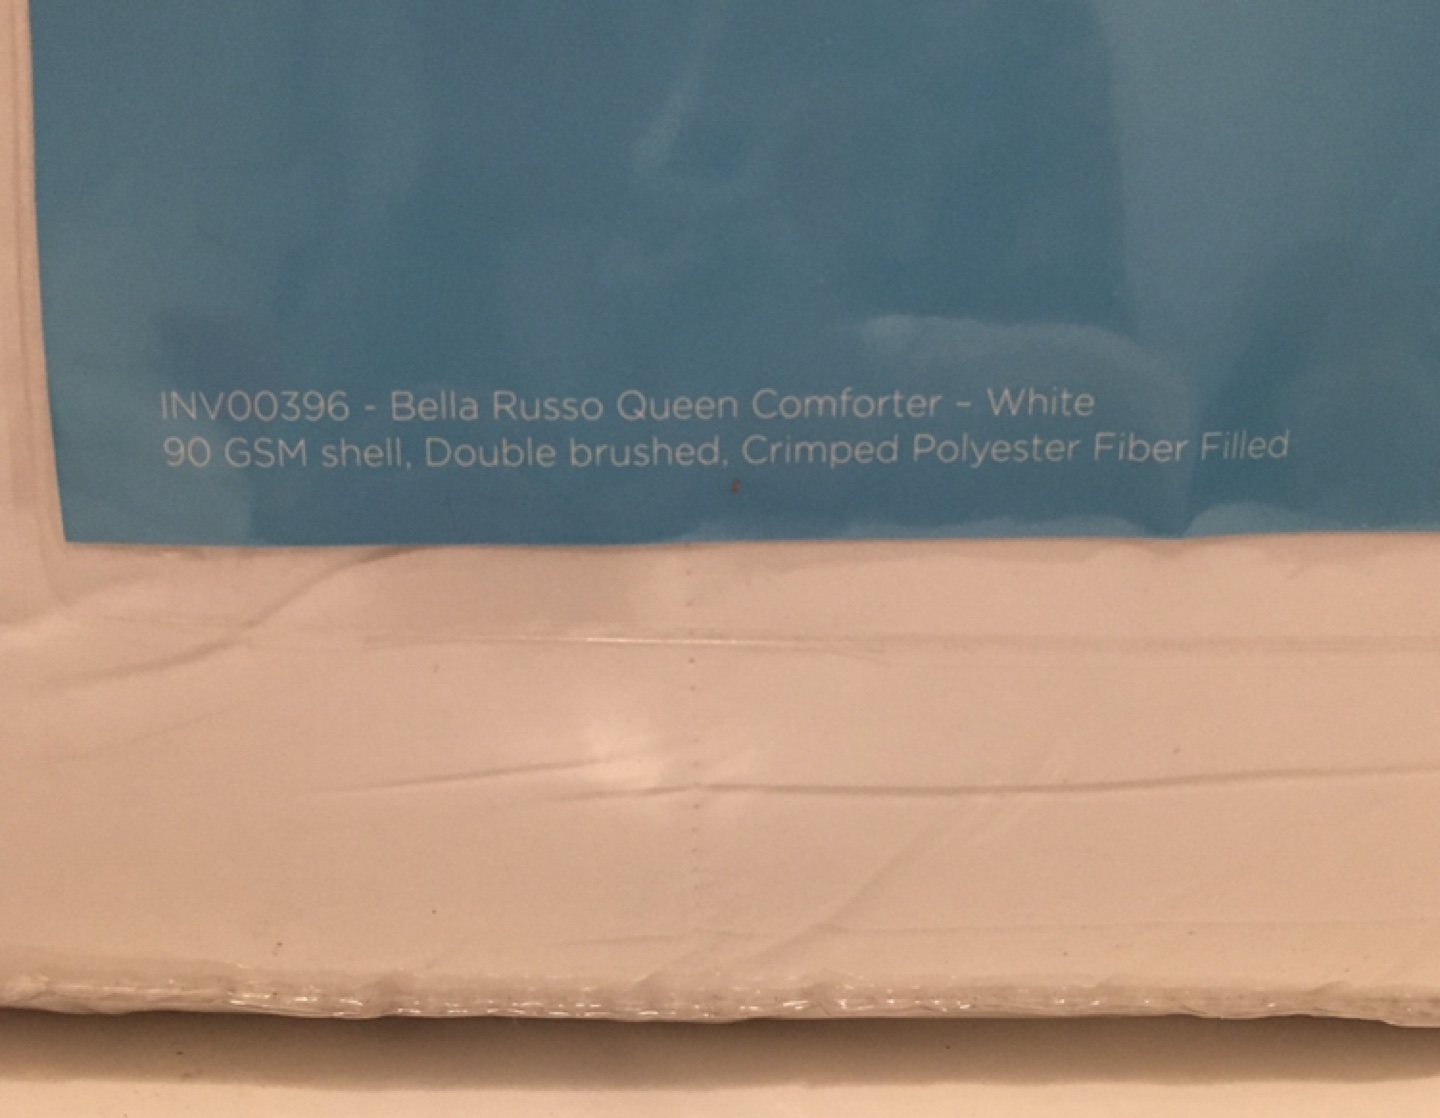 INV00396 - Bella Russo Queen Comforter – White
90 GSM shell, Double brushed, Crimped Polyester Fiber Filled